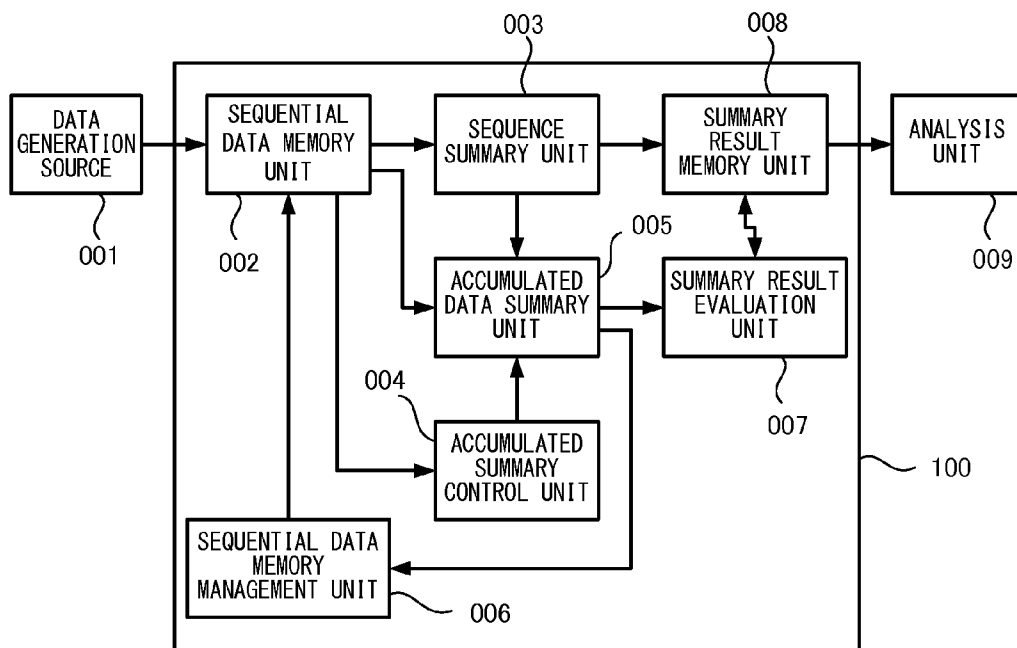 003
008
DATA
GENERATION
SOURCE
001
SEQUENTIAL
DATA MEMORY
UNIT
002
SEQUENCE
SUMMARY UNIT
SUMMARY
RESULT
MEMORY UNIT
ANALYSIS
UNIT
009
005
ACCUMULATED
DATA SUMMARY
UNIT
SUMMARY RESULT
EVALUATION
UNIT
007
004
ACCUMULATED
SUMMARY
CONTROL UNIT
100
SEQUENTIAL DATA
MEMORY
MANAGEMENT UNIT
006